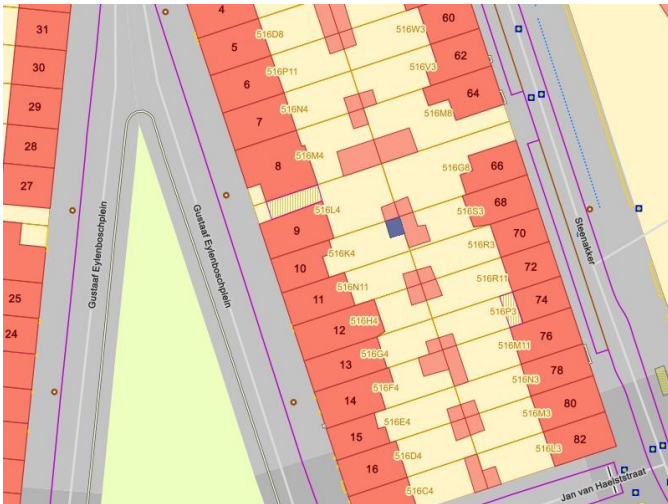 31
30
29
28
27
25
24
Gustaaf Eylenboschplein
Gustaaf Eylenboschplein
4
5
6
7
8
9
10
11
12
13
14
15
16
516D8
516P11
516N4
516M4
516L4
516K4
516N11
516H4
516G4
516F4
516E4
516D4
516C4
516W3
516V3
516M8
516G8
516S3
516R3
516R11
516P3
516M11
516N3
516M3
516L3
60
62
64
66
68
70
72
74
76
78
80
82
Steenakker
Jan van Haelststraat